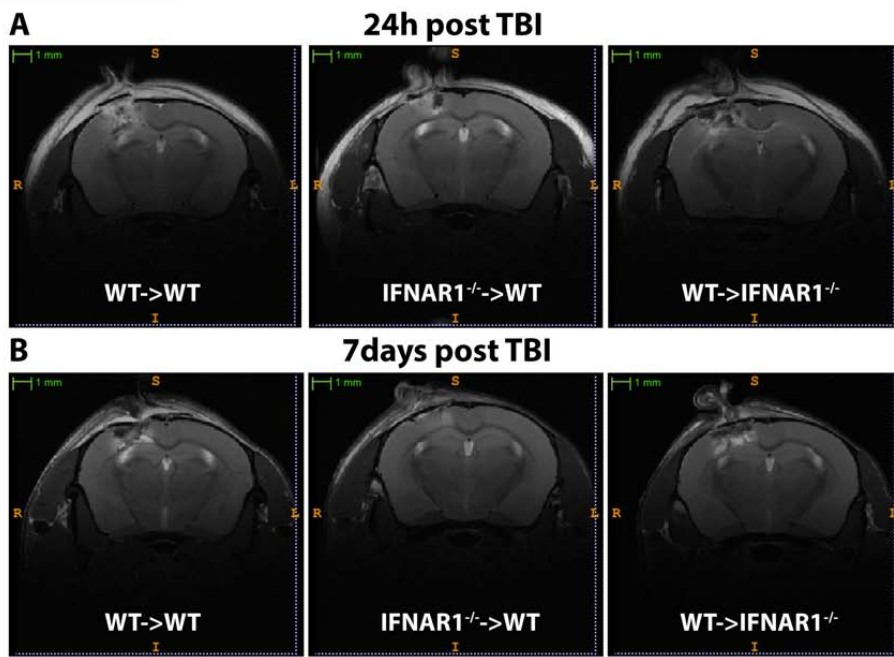 A 24h post TBI
1 mm S 1 mm S 1 mm S
R L R L R L
WT->WT IFNAR1-/-->WT WT->IFNAR1-/-
I I I
B 7days post TBI
1 mm S 1 mm S 1 mm S
R L R L R L
WT->WT IFNAR1-/-->WT WT->IFNAR1-/-
I I I